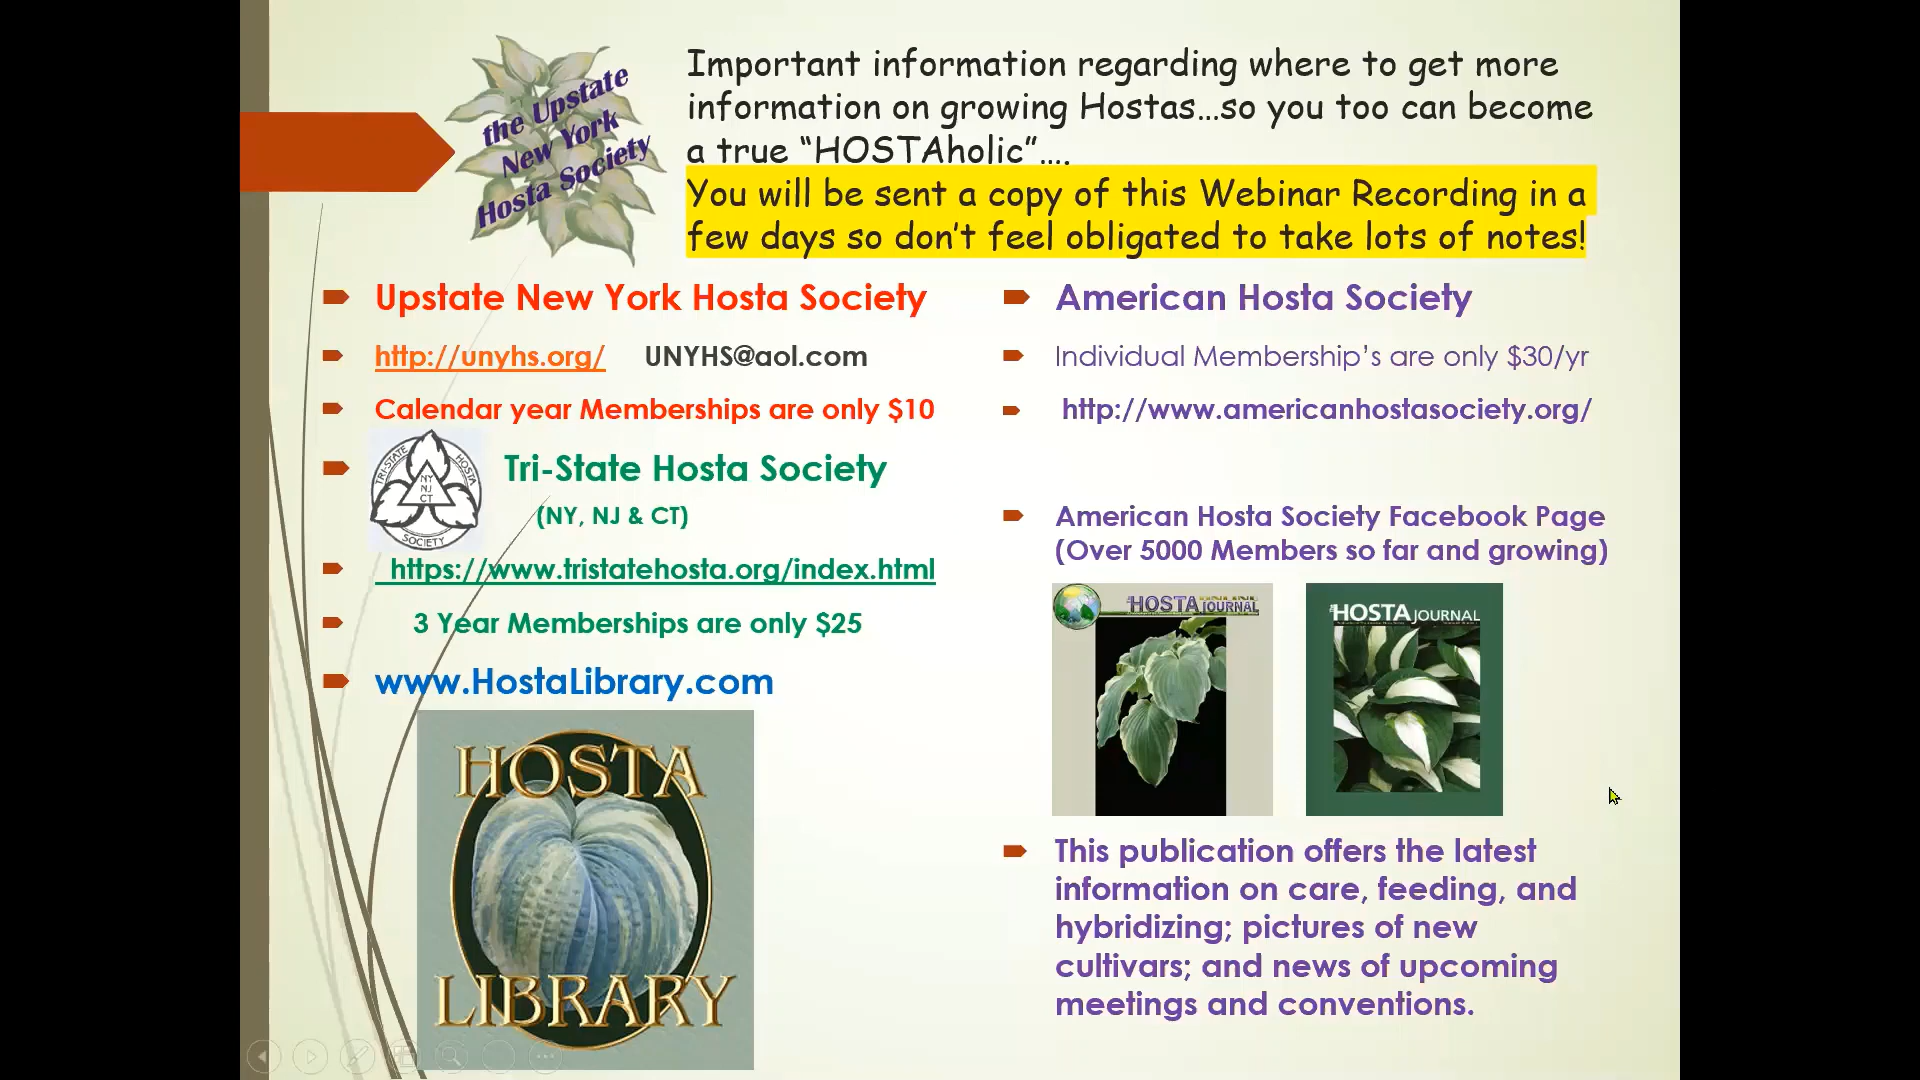 the Upstate
New York
Hosta Society
Important information regarding where to get more
information on growing Hostas...so you too can become
a true “HOSTAholic”....
You will be sent a copy of this Webinar Recording in a
few days so don’t feel obligated to take lots of notes!
Upstate New York Hosta Society
http://unyhs.org/ UNYHS@aol.com
Calendar year Memberships are only $10
TRI-STATE HOSTA
NY
NJ
CT
SOCIETY
Tri-State Hosta Society
(NY, NJ & CT)
https://www.tristatehosta.org/index.html
3 Year Memberships are only $25
www.HostaLibrary.com
HOSTA
LIBRARY
American Hosta Society
Individual Membership’s are only $30/yr
http://www.americanhostasociety.org/
American Hosta Society Facebook Page
(Over 5000 Members so far and growing)
HOSTA JOURNAL
ONLINE
THE HOSTA JOURNAL
This publication offers the latest
information on care, feeding, and
hybridizing; pictures of new
cultivars; and news of upcoming
meetings and conventions.